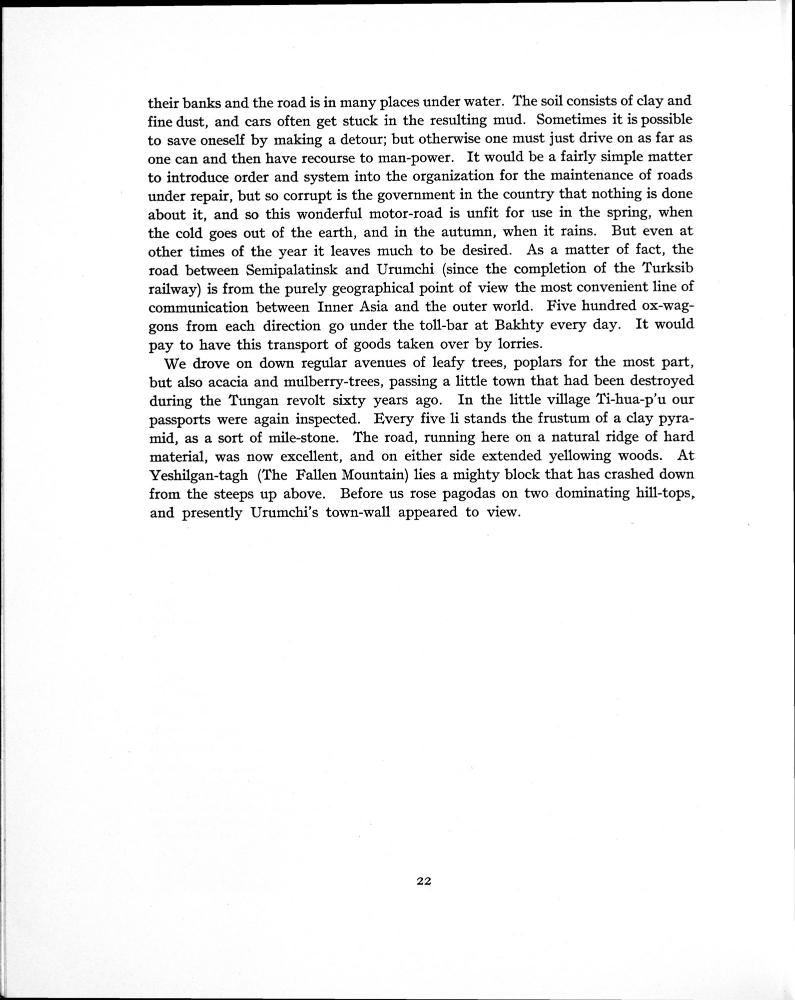 their banks and the road is in many places under water. The soil consists of clay and
fine dust, and cars often get stuck in the resulting mud. Sometimes it is possible
to save oneself by making a detour; but otherwise one must just drive on as far as
one can and then have recourse to man-power. It would be a fairly simple matter
to introduce order and system into the organization for the maintenance of roads
under repair, but so corrupt is the government in the country that nothing is done
about it, and so this wonderful motor-road is unfit for use in the spring, when
the cold goes out of the earth, and in the autumn, when it rains. But even at
other times of the year it leaves much to be desired. As a matter of fact, the
road between Semipalatinsk and Urumchi (since the completion of the Turksib
railway) is from the purely geographical point of view the most convenient line of
communication between Inner Asia and the outer world. Five hundred ox-wag-
gons from each direction go under the toll-bar at Bakhty every day. It would
pay to have this transport of goods taken over by lorries.
We drove on down regular avenues of leafy trees, poplars for the most part,
but also acacia and mulberry-trees, passing a little town that had been destroyed
during the Tungan revolt sixty years ago. In the little village Ti-hua-p'u our
passports were again inspected. Every five li stands the frustum of a clay pyra-
mid, as a sort of mile-stone. The road, running here on a natural ridge of hard
material, was now excellent, and on either side extended yellowing woods. At
Yeshilgan-tagh (The Fallen Mountain) lies a mighty block that has crashed down
from the steeps up above. Before us rose pagodas on two dominating hill-tops,
and presently Urumchi's town-wall appeared to view.
22